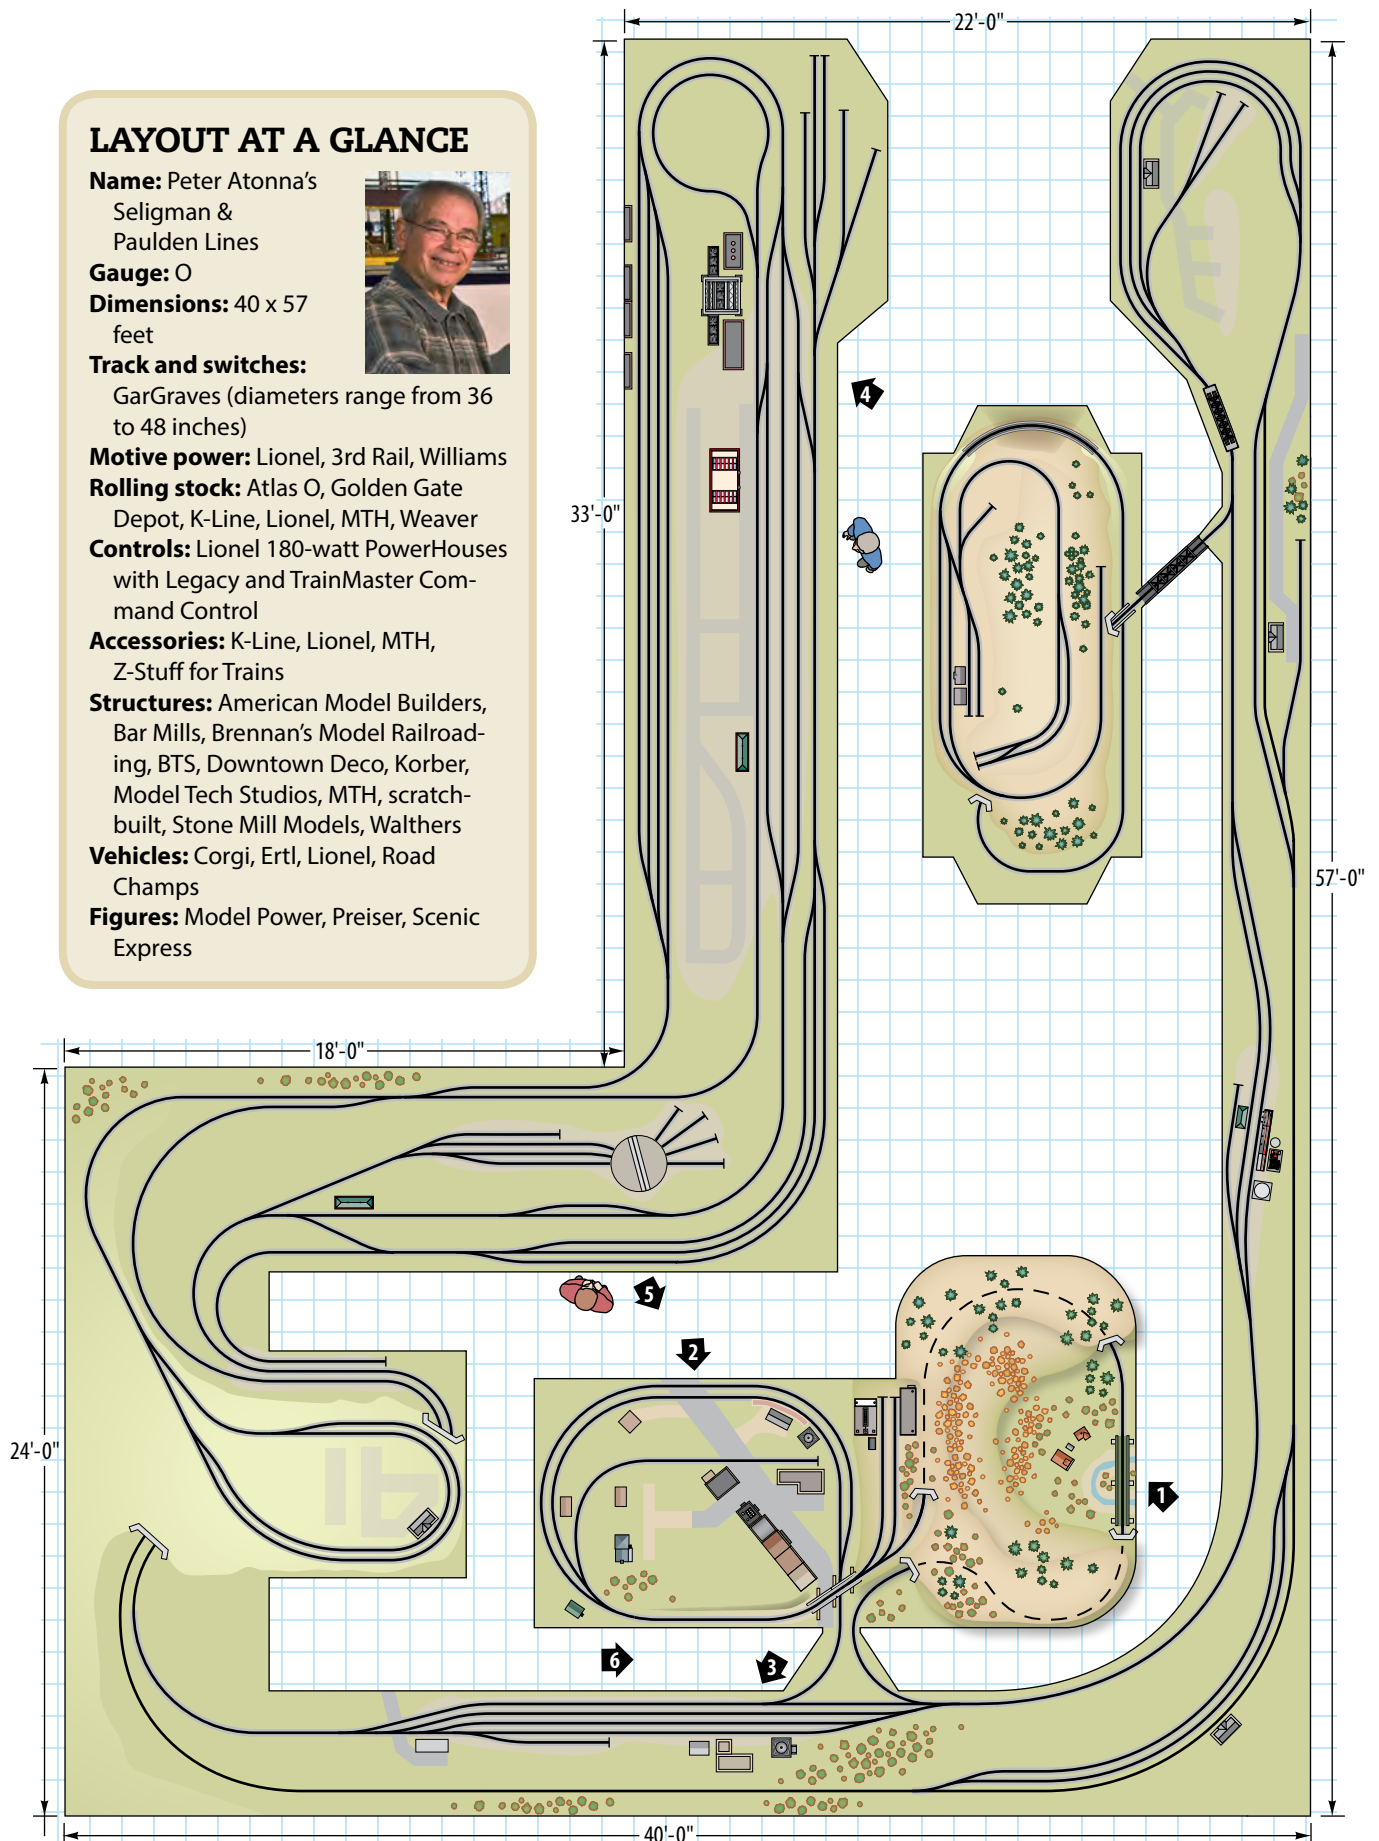 22'-0"
LAYOUT AT A GLANCE
Name: Peter Atonna's
Seligman &
Paulden Lines
Gauge: O
Dimensions: 40 x 57
feet
Track and switches:
GarGraves (diameters range from 36
to 48 inches)
Motive power: Lionel, 3rd Rail, Williams
Rolling stock: Atlas O, Golden Gate
Depot, K-Line, Lionel, MTH, Weaver
Controls: Lionel 180-watt PowerHouses
with Legacy and TrainMaster Com-
mand Control
Accessories: K-Line, Lionel, MTH,
Z-Stuff for Trains
Structures: American Model Builders,
Bar Mills, Brennan's Model Railroad-
ing, BTS, Downtown Deco, Korber,
Model Tech Studios, MTH, scratch-
built, Stone Mill Models, Walthers
Vehicles: Corgi, Ertl, Lionel, Road
Champs
Figures: Model Power, Preiser, Scenic
Express
4
33'-0"
57'-0"
18'-0"
5
2
24'-0"
1
6
3
40'-0"